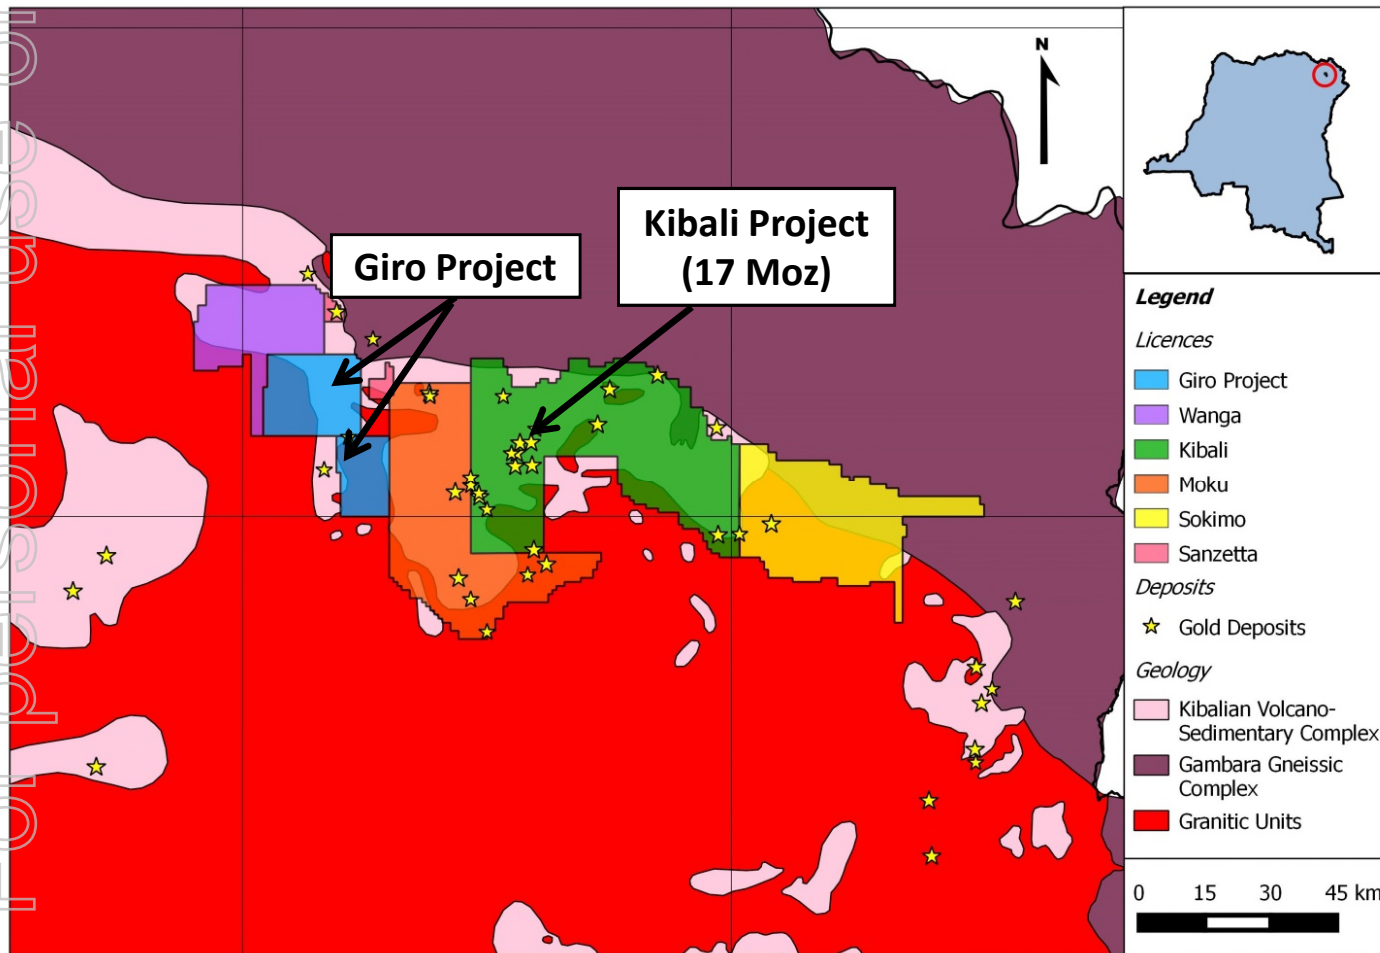 For personal use on
N
Giro Project
Kibali Project
(17 Moz)
Legend
Licences
Giro Project
Wanga
Kibali
Moku
Sokimo
Sanzetta
Deposits
Gold Deposits
Geology
Kibalian Volcano-
Sedimentary Complex
Gambara Gneissic
Complex
Granitic Units
0 15 30 45 km